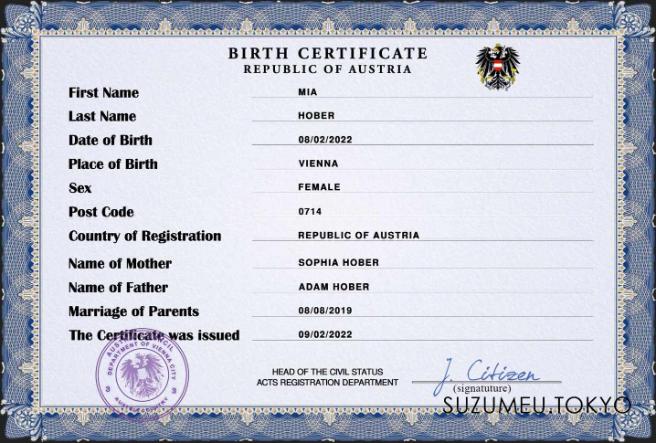 BIRTH CERTIFICATE
REPUBLIC OF AUSTRIA
First Name MIA
Last Name HOBER
Date of Birth 08/02/2022
Place of Birth VIENNA
Sex FEMALE
Post Code 0714
Country of Registration REPUBLIC OF AUSTRIA
Name of Mother SOPHIA HOBER
Name of Father ADAM HOBER
Marriage of Parents 08/08/2019
The Certificate was issued 09/02/2022
DEPARTMENT OF VIENNA CITY
HEAD OF THE CIVIL STATUS
ACTS REGISTRATION DEPARTMENT
J. Citizen
(signatuture)
SUZUMEU.TOKYO